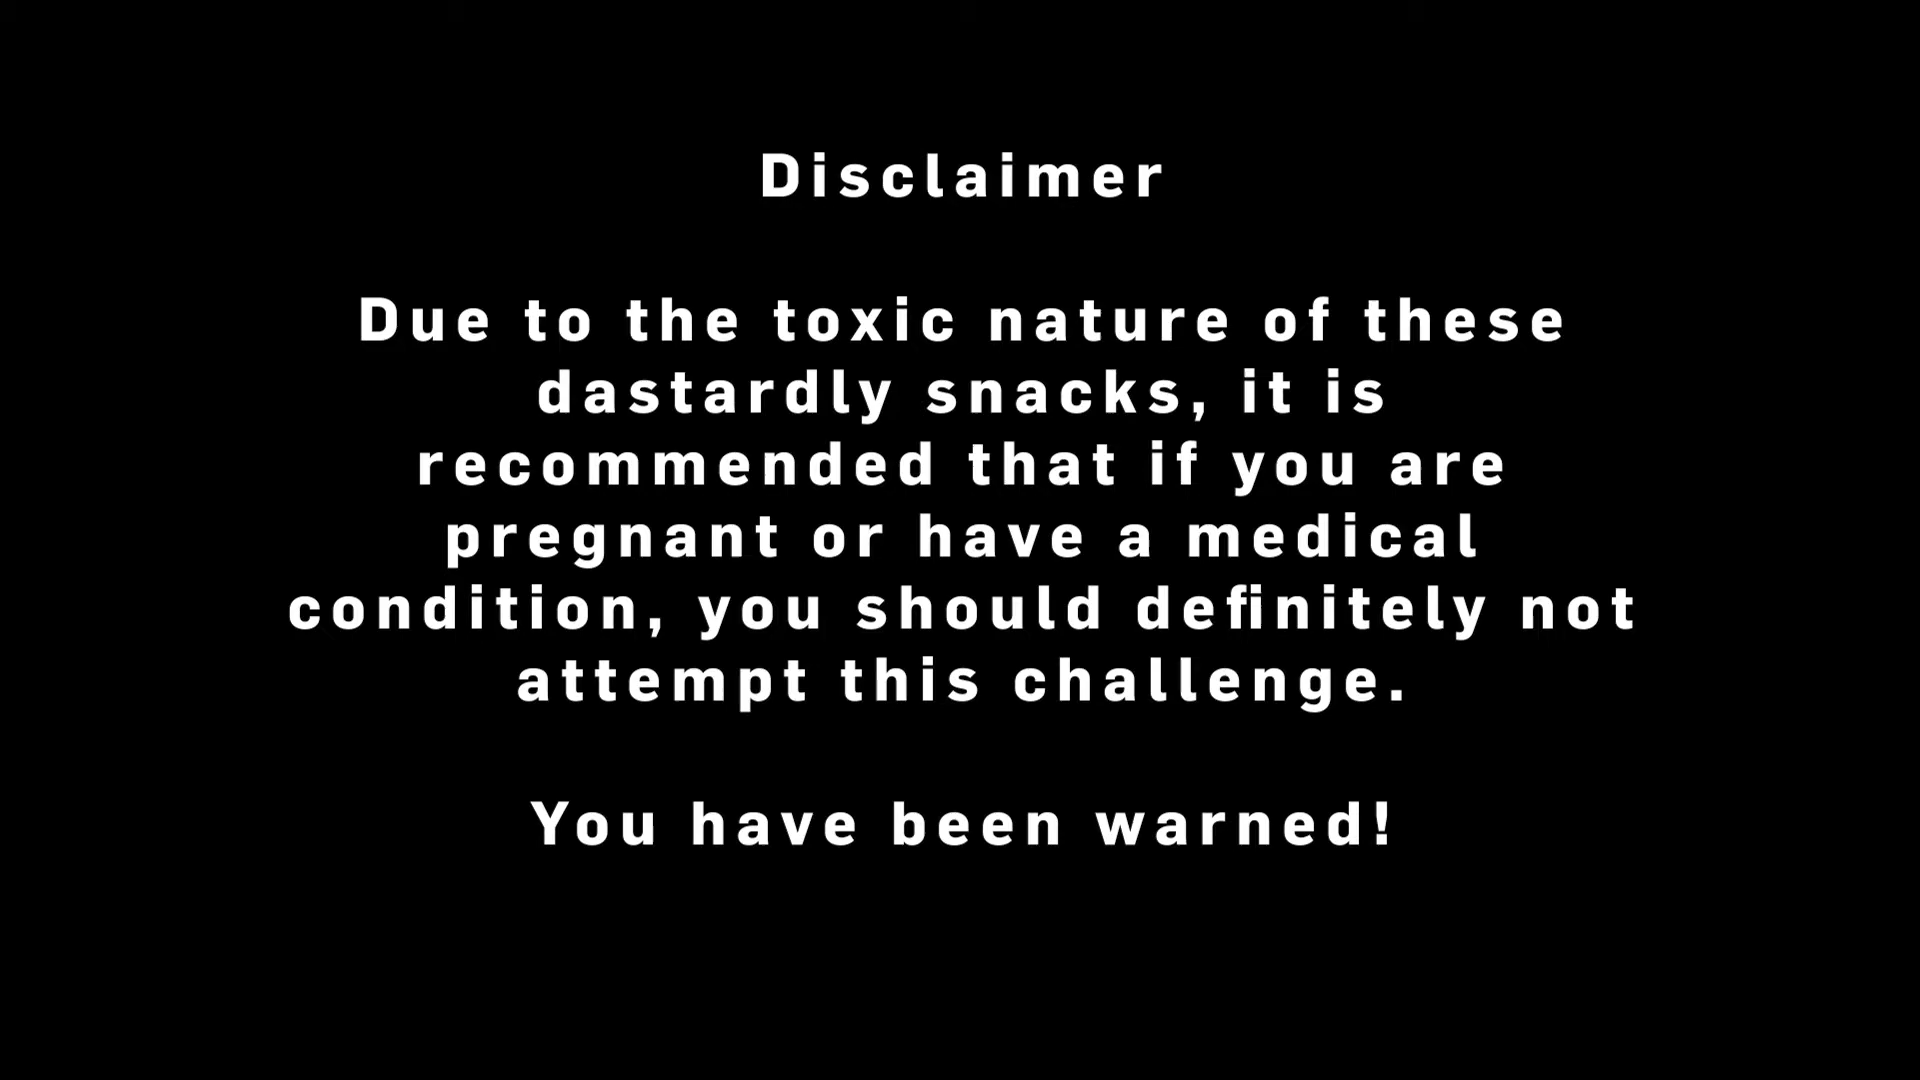 Disclaimer
Due to the toxic nature of these
dastardly snacks, it is
recommended that if you are
pregnant or have a medical
condition, you should definitely not
attempt this challenge.
You have been warned!